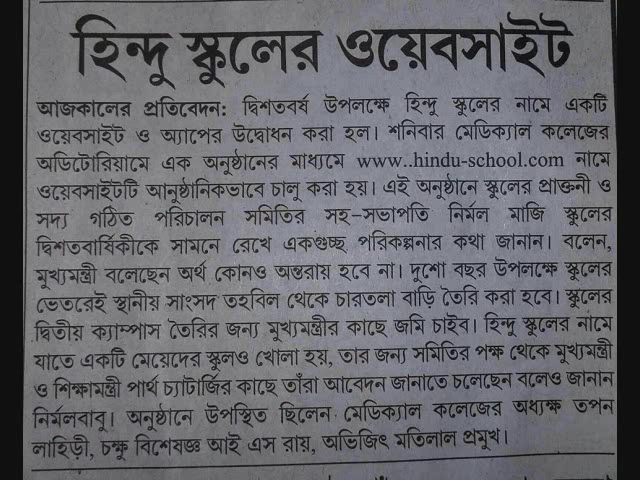 হিন্দু স্কুলের ওয়েবসাইট
আজকালের প্রতিবেদন: দ্বিশতবর্ষ উপলক্ষে হিন্দু স্কুলের নামে একটি
ওয়েবসাইট ও অ্যাপের উদ্বোধন করা হল। শনিবার মেডিক্যাল কলেজের
অডিটোরিয়ামে এক অনুষ্ঠানের মাধ্যমে www..hindu-school.com নামে
ওয়েবসাইটটি আনুষ্ঠানিকভাবে চালু করা হয়। এই অনুষ্ঠানে স্কুলের প্রাক্তনী ও
সদ্য গঠিত পরিচালন সমিতির সহ-সভাপতি নির্মল মাজি স্কুলের
দ্বিশতবার্ষিকীকে সামনে রেখে একগুচ্ছ পরিকল্পনার কথা জানান। বলেন,
মুখ্যমন্ত্রী বলেছেন অর্থ কোনও অন্তরায় হবে না। দুশো বছর উপলক্ষে স্কুলের
ভেতরেই স্থানীয় সাংসদ তহবিল থেকে চারতলা বাড়ি তৈরি করা হবে। স্কুলের
দ্বিতীয় ক্যাম্পাস তৈরির জন্য মুখ্যমন্ত্রীর কাছে জমি চাইব। হিন্দু স্কুলের নামে
যাতে একটি মেয়েদের স্কুলও খোলা হয়, তার জন্য সমিতির পক্ষ থেকে মুখ্যমন্ত্রী
ও শিক্ষামন্ত্রী পার্থ চ্যাটার্জির কাছে তাঁরা আবেদন জানাতে চলেছেন বলেও জানান
নির্মলবাবু। অনুষ্ঠানে উপস্থিত ছিলেন মেডিক্যাল কলেজের অধ্যক্ষ তপন
লাহিড়ী, চক্ষু বিশেষজ্ঞ আই এস রায়, অভিজিৎ মতিলাল প্রমুখ।